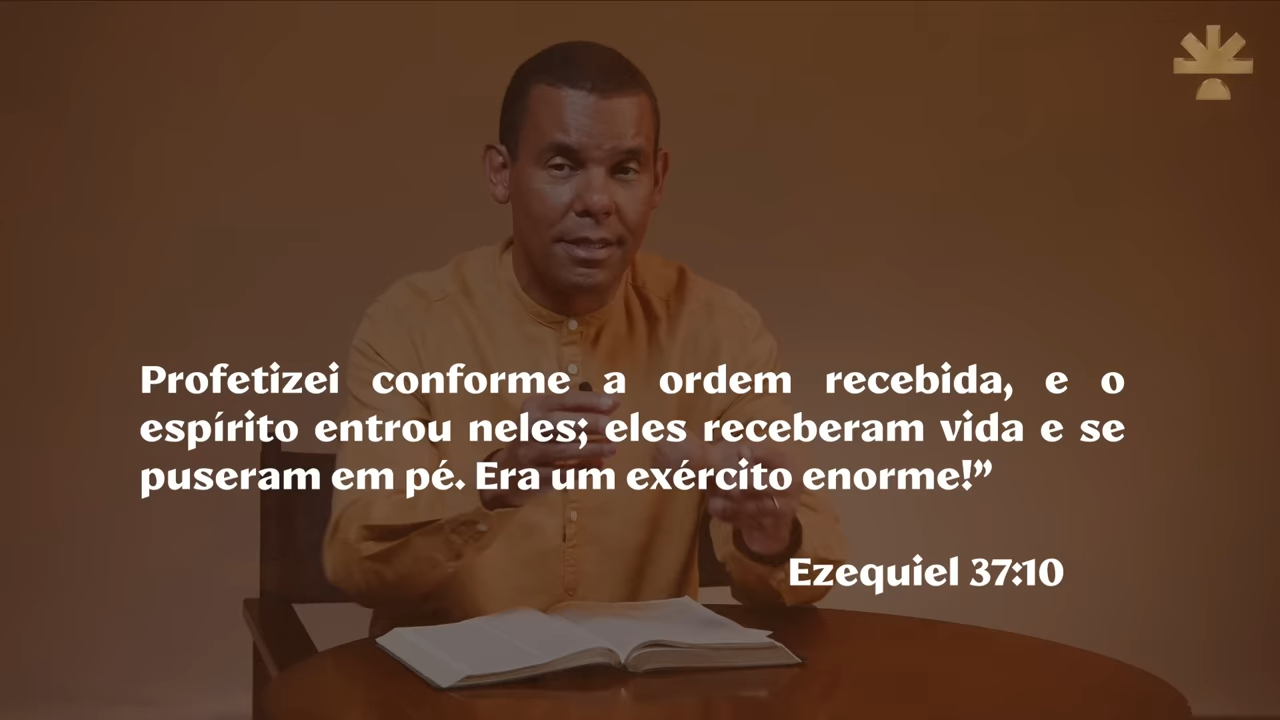 Profetizei conforme a ordem recebida, e o
espírito entrou neles; eles receberam vida e se
puseram em pé. Era um exército enorme!”
Ezequiel 37:10